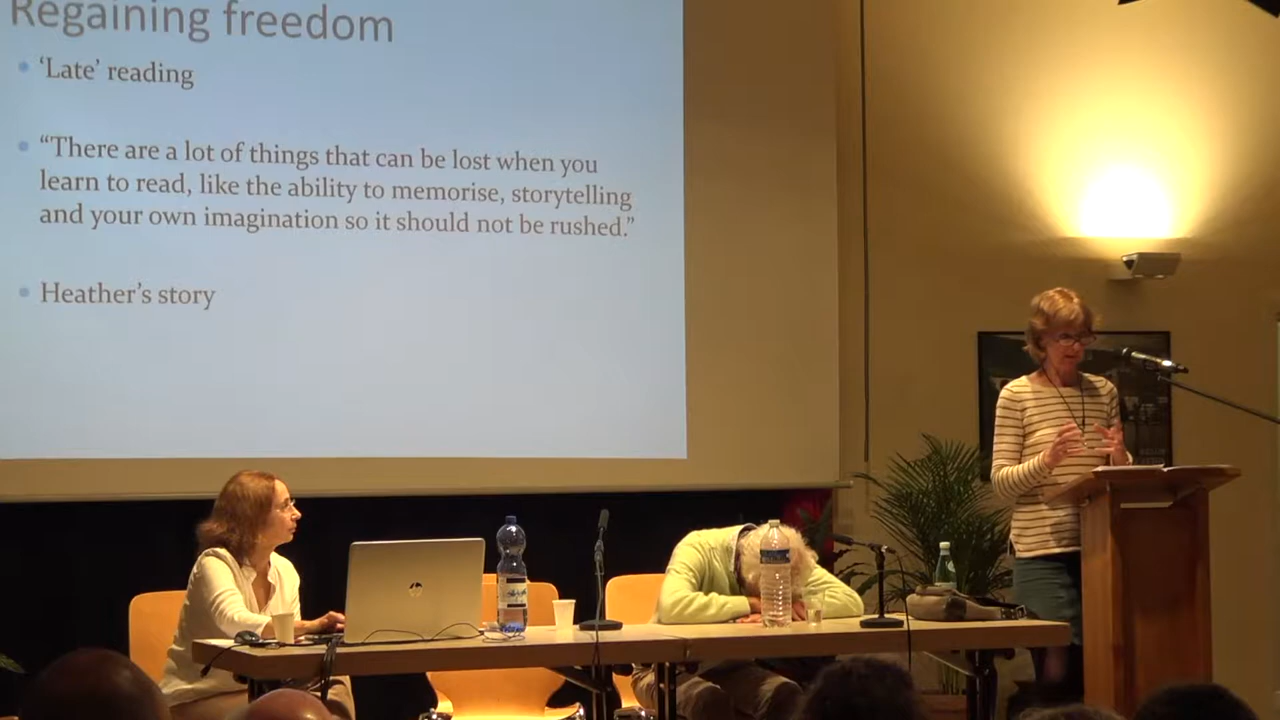 Regaining freedom
• ‘Late’ reading
• “There are a lot of things that can be lost when you
learn to read, like the ability to memorise, storytelling
and your own imagination so it should not be rushed.”
• Heather’s story
hp